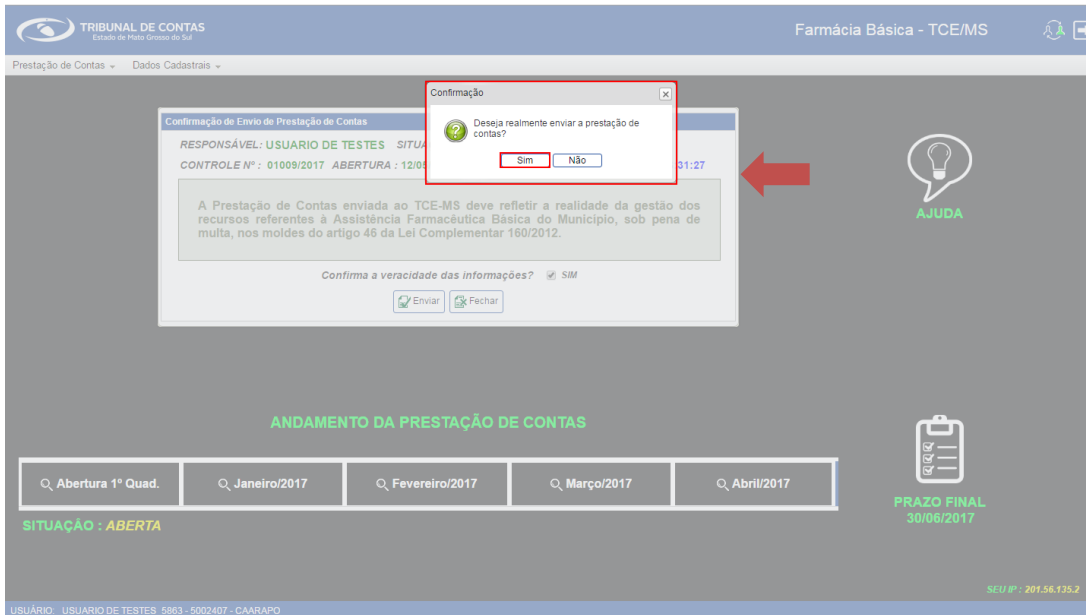 TRIBUNAL DE CONTAS
Estado de Mato Grosso do Sul
Farmácia Básica - TCE/MS
Prestação de Contas
Dados Cadastrais
Confirmação
Deseja realmente enviar a prestação de
contas?
Sim
Não
Confirmação de Envio de Prestação de Contas
RESPONSÁVEL: USUARIO DE TESTES
CONTROLE Nº : 01009/2017 ABERTURA : 31:27
A Prestação de Contas enviada ao TCE-MS deve refletir a realidade da gestão dos
recursos referentes à Assistência Farmacêutica Básica do Município, sob pena de
multa, nos moldes do artigo 46 da Lei Complementar 160/2012.
Confirma a veracidade das informações? SIM
Enviar
Fechar
AJUDA
ANDAMENTO DA PRESTAÇÃO DE CONTAS
Abertura 1º Quad.
Janeiro/2017
Fevereiro/2017
Março/2017
Abril/2017
SITUAÇÃO : ABERTA
PRAZO FINAL
30/06/2017
SEU IP : 201.56.135.2
USUÁRIO: USUARIO DE TESTES 5863 - 5002407 - CAARAPO